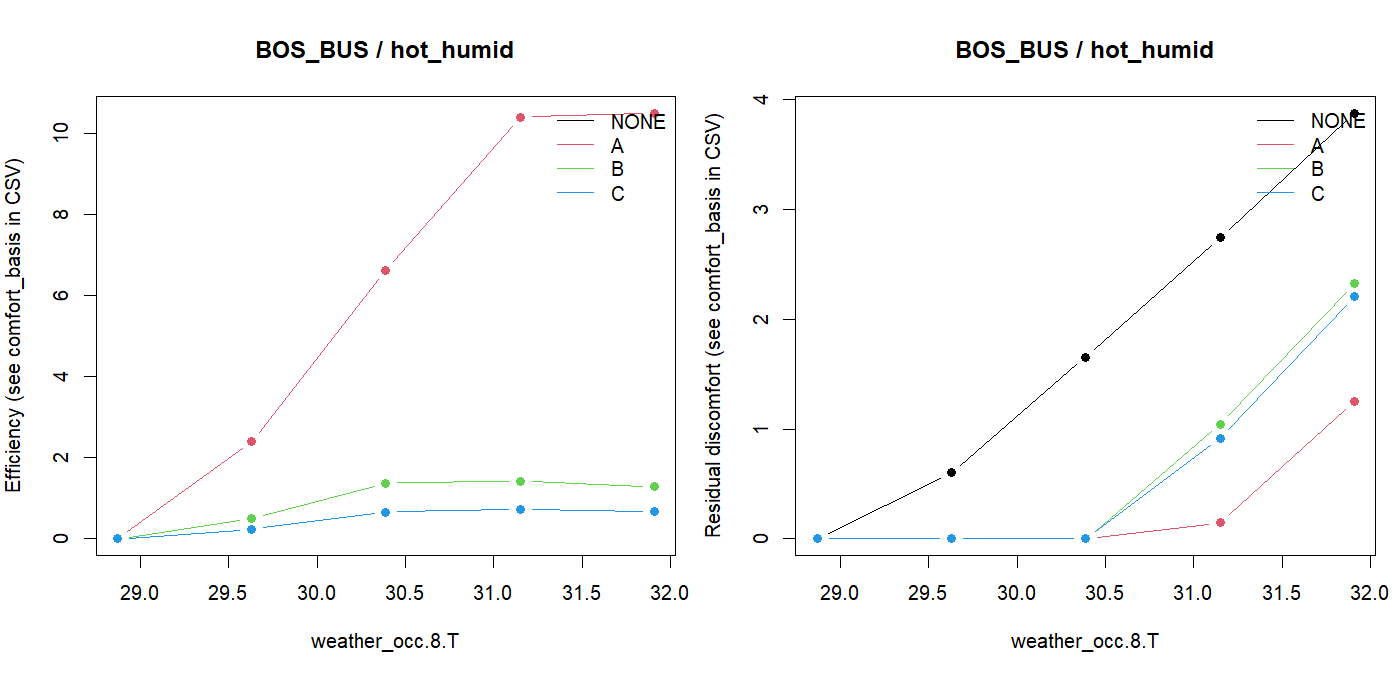 BOS_BUS / hot_humid
Efficiency (see comfort_basis in CSV)
10
8
6
4
2
0
NONE
A
B
C
29.0 29.5 30.0 30.5 31.0 31.5 32.0
weather_occ.8.T
BOS_BUS / hot_humid
Residual discomfort (see comfort_basis in CSV)
4
3
2
1
0
NONE
A
B
C
29.0 29.5 30.0 30.5 31.0 31.5 32.0
weather_occ.8.T